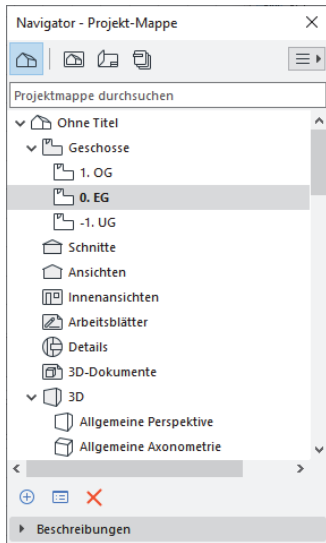 Navigator - Projekt-Mappe
Projektmappe durchsuchen
Ohne Titel
Geschosse
1. OG
0. EG
-1. UG
Schnitte
Ansichten
Innenansichten
Arbeitsblätter
Details
3D-Dokumente
3D
Allgemeine Perspektive
Allgemeine Axonometrie
Beschreibungen